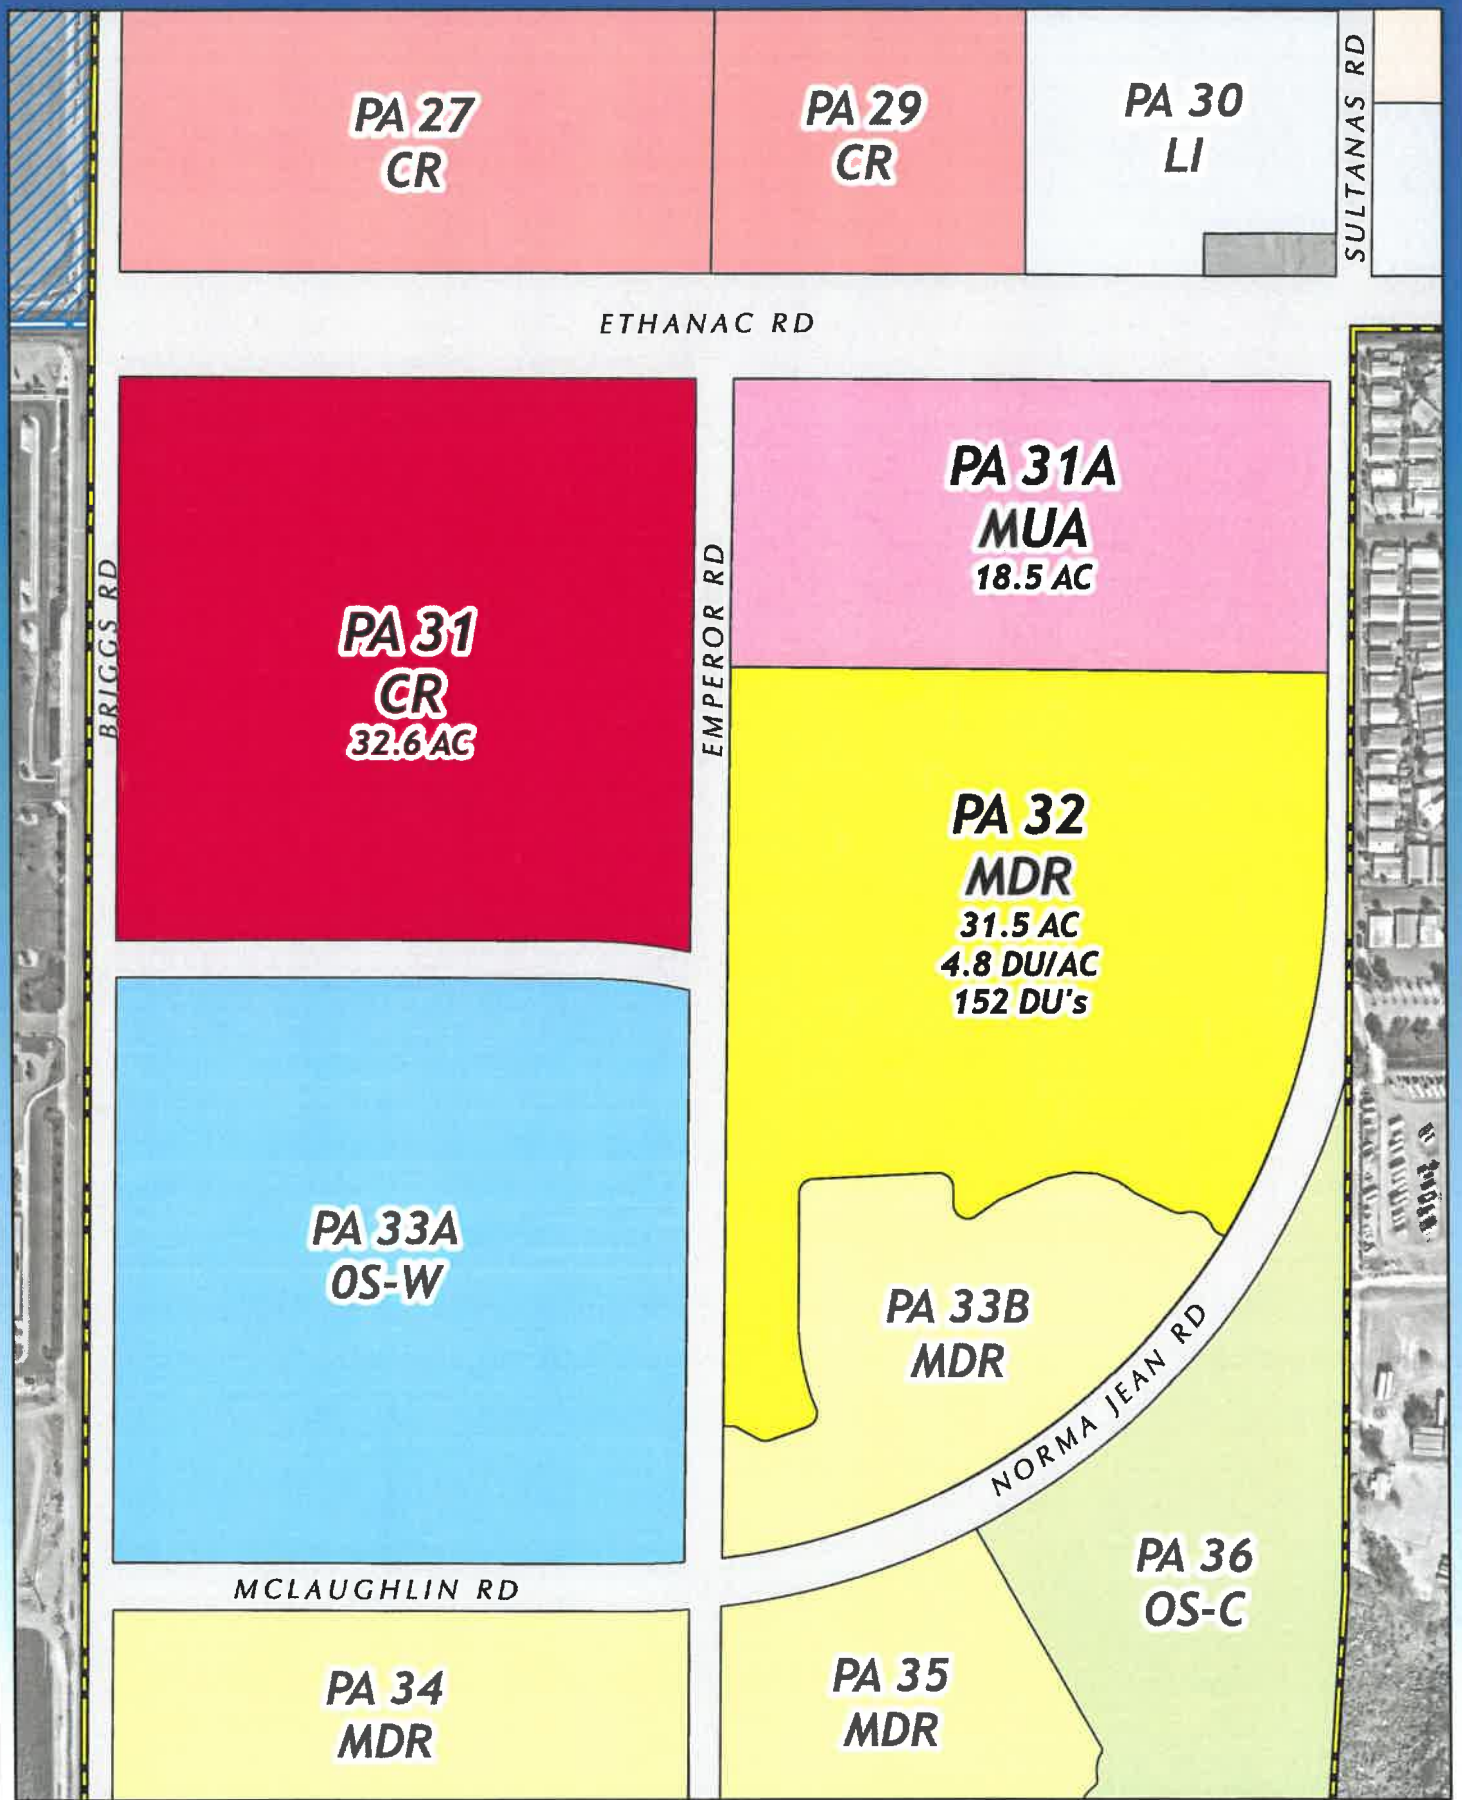 PA 27
CR
PA 29
CR
PA 30
LI
SULTANAS RD
ETHANAC RD
PA 31
CR
32.6 AC
BRIGGS RD
EMPEROR RD
PA 31A
MUA
18.5 AC
PA 32
MDR
31.5 AC
4.8 DU/AC
152 DU's
PA 33A
OS-W
PA 33B
MDR
NORMA JEAN RD
MCLAUGHLIN RD
PA 36
OS-C
PA 34
MDR
PA 35
MDR